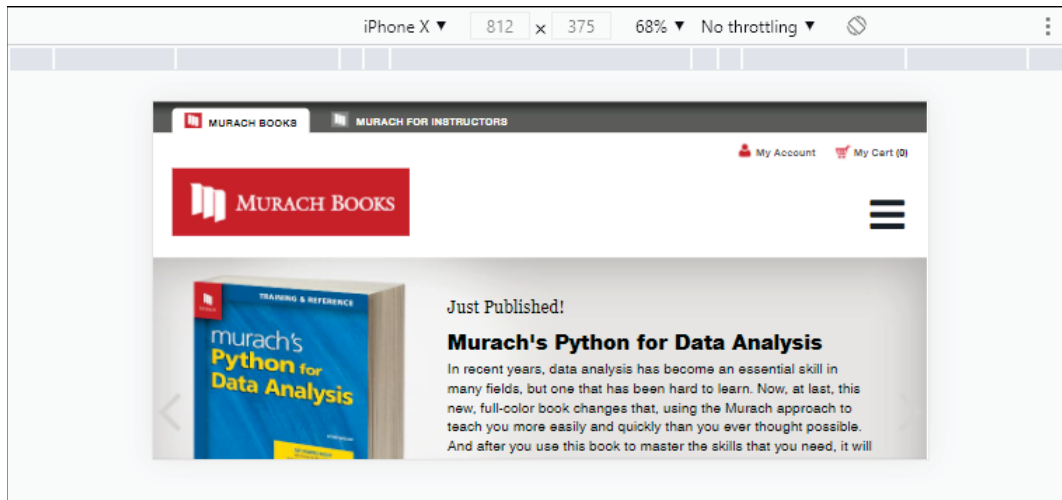 iPhone X ▼ 812 x 375 68% ▼ No throttling ▼
MURACH BOOKS MURACH FOR INSTRUCTORS
My Account My Cart (0)
MURACH BOOKS
TRAINING & REFERENCE
murach's
Python for
Data Analysis
Just Published!
Murach's Python for Data Analysis
In recent years, data analysis has become an essential skill in
many fields, but one that has been hard to learn. Now, at last, this
new, full-color book changes that, using the Murach approach to
teach you more easily and quickly than you ever thought possible.
And after you use this book to master the skills that you need, it will